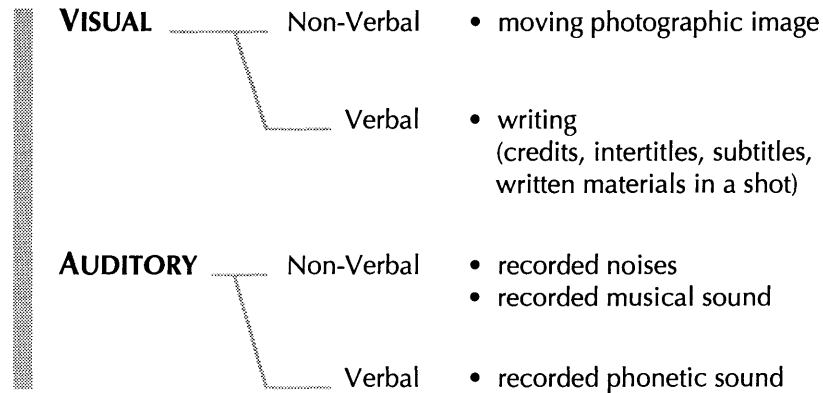 VISUAL Non-Verbal • moving photographic image
Verbal • writing
(credits, intertitles, subtitles,
written materials in a shot)
AUDITORY Non-Verbal • recorded noises
• recorded musical sound
Verbal • recorded phonetic sound